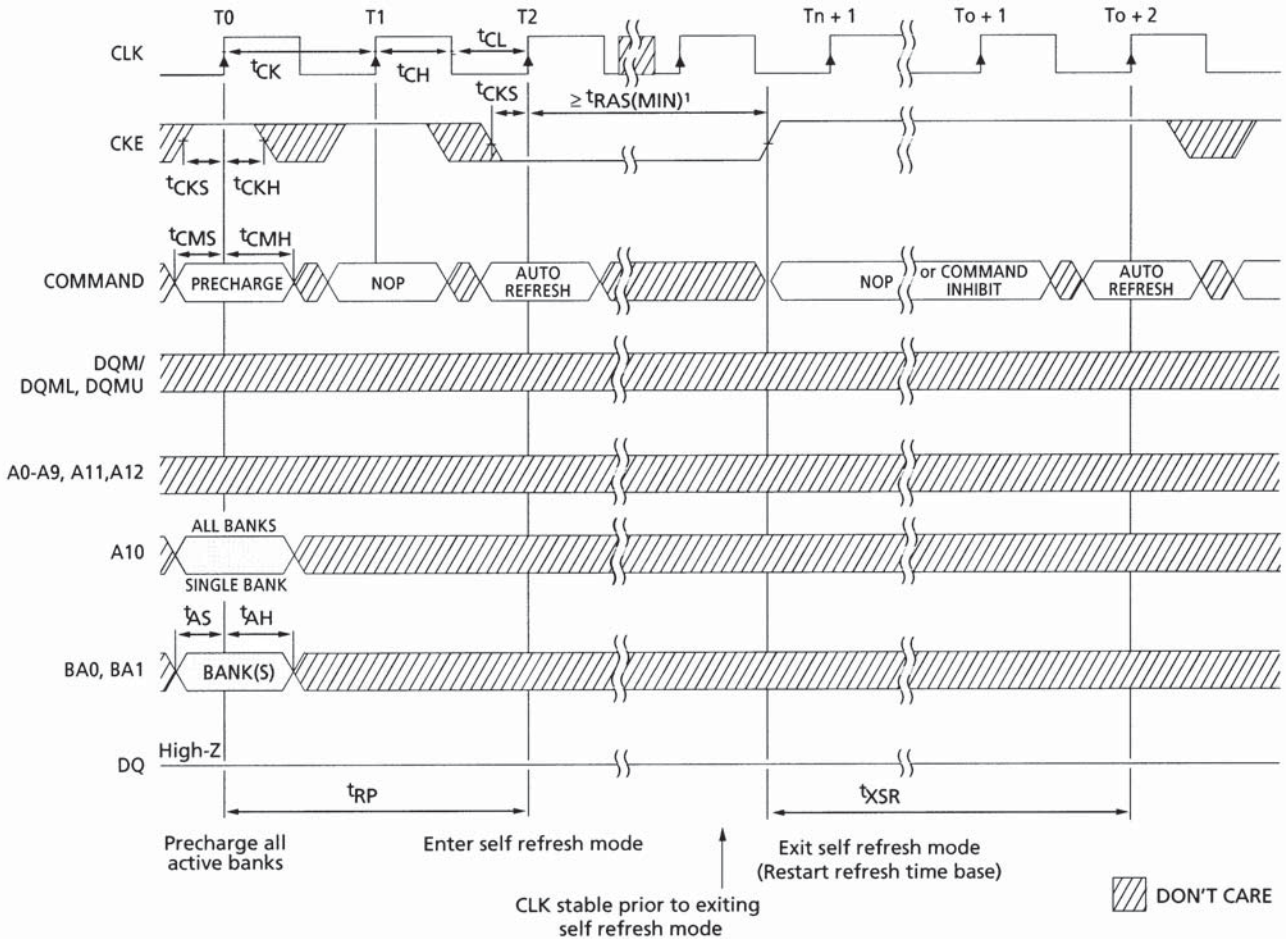 T0 T1 T2 Tn + 1 To + 1 To + 2
CLK
tCK tCH tCL
tCKS ≥ tRAS(MIN)¹
CKE
tCKS tCKH
tCMS tCMH
COMMAND PRECHARGE NOP AUTO REFRESH NOP or COMMAND INHIBIT AUTO REFRESH
DQM/
DQML, DQMU
A0-A9, A11,A12
ALL BANKS
A10
SINGLE BANK
tAS tAH
BA0, BA1 BANK(S)
High-Z
DQ
tRP tXSR
Precharge all
active banks
Enter self refresh mode
CLK stable prior to exiting
self refresh mode
Exit self refresh mode
(Restart refresh time base)
DON'T CARE